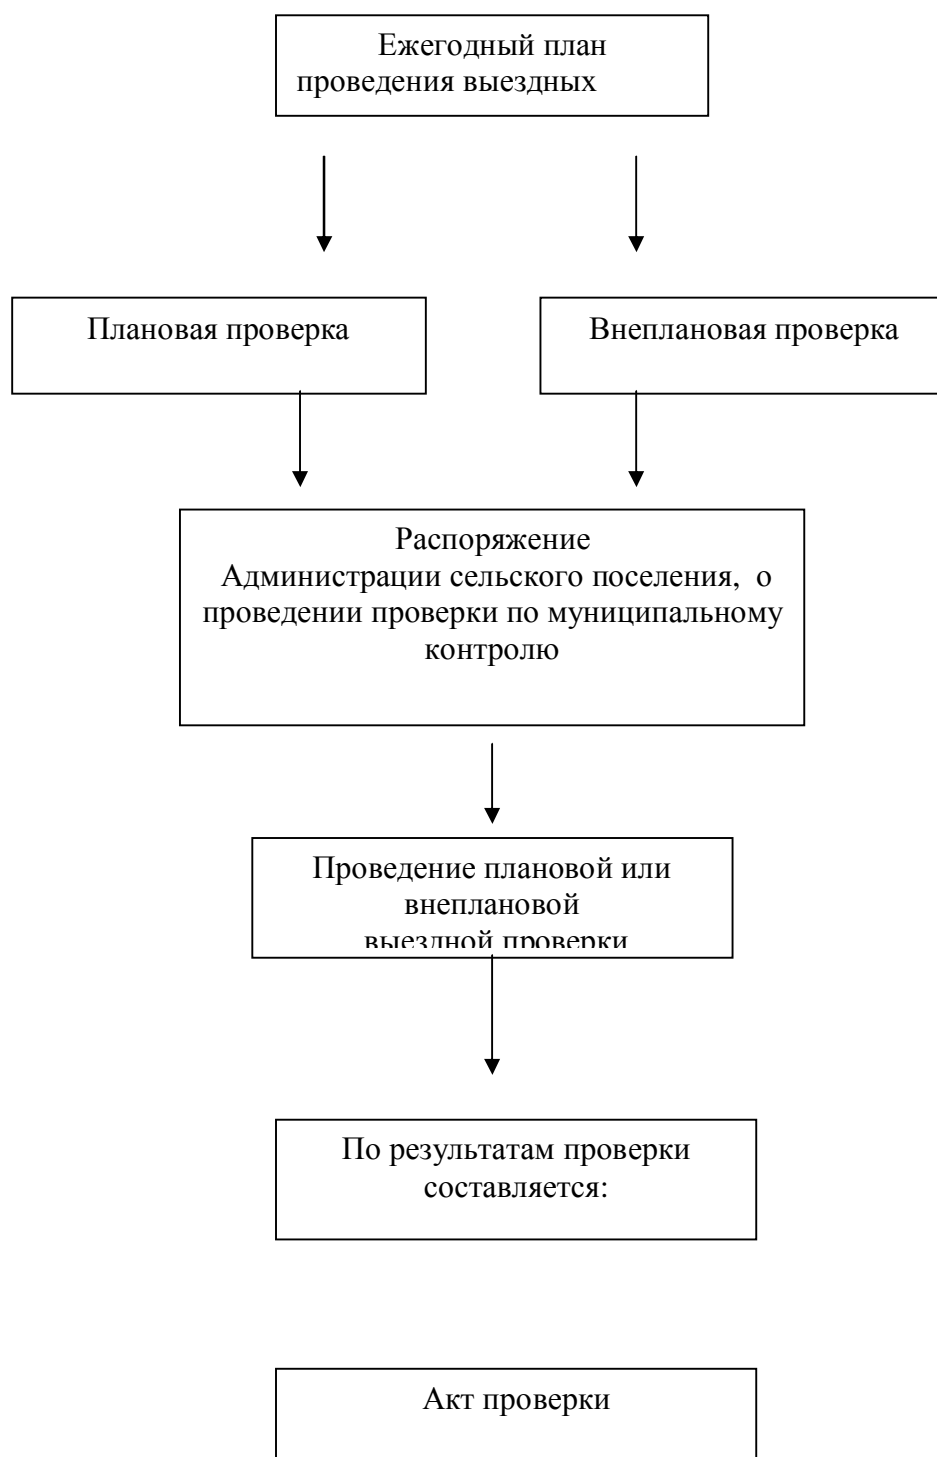 Ежегодный план
проведения выездных
Плановая проверка
Внеплановая проверка
Распоряжение
Администрации сельского поселения, о
проведении проверки по муниципальному
контролю
Проведение плановой или
внеплановой
выездной проверки
По результатам проверки
составляется:
Акт проверки